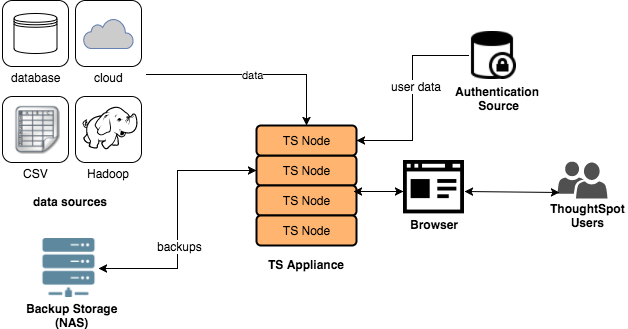 database
cloud
CSV
Hadoop
data sources
data
user data
Authentication
Source
TS Node
TS Node
TS Node
TS Node
TS Appliance
Browser
ThoughtSpot
Users
backups
Backup Storage
(NAS)